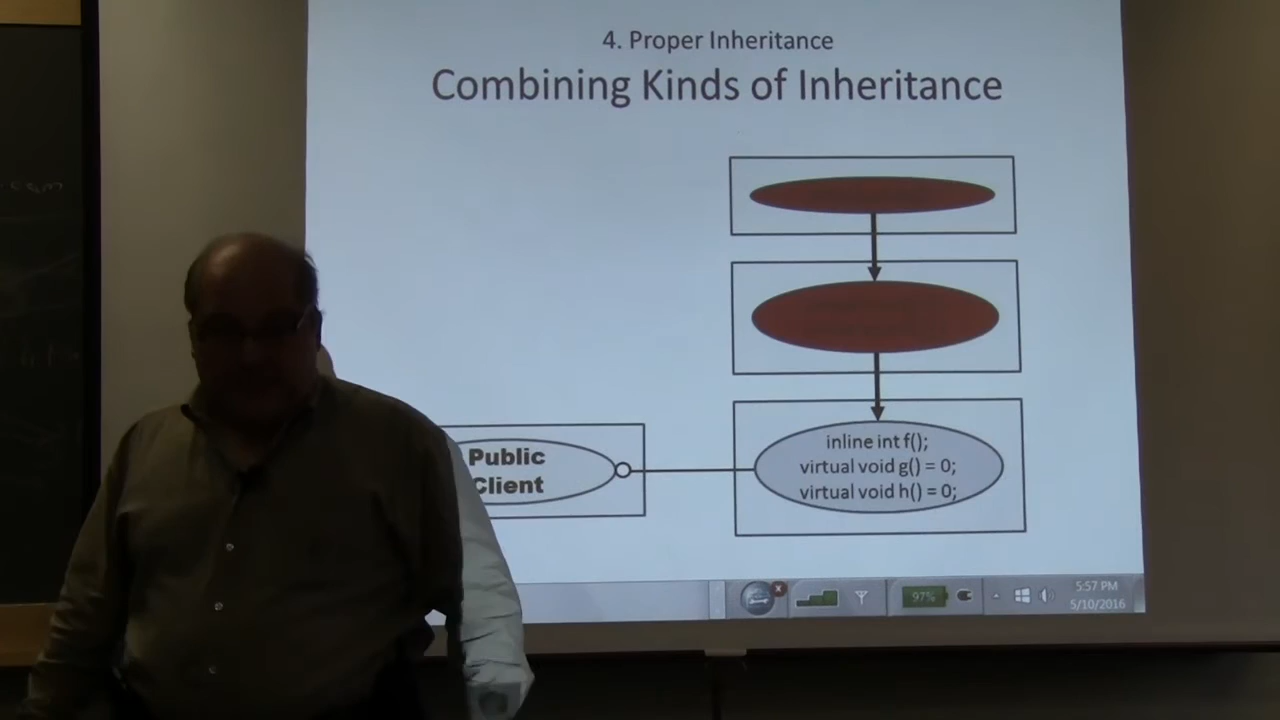 4. Proper Inheritance
Combining Kinds of Inheritance
inline int f();
virtual void g() = 0;
virtual void h() = 0;
Public
Client
97%
5:57 PM
5/10/2016